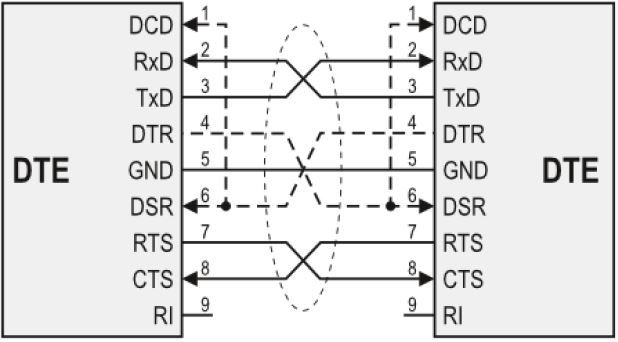 DCD 1 1 DCD
RxD 2 2 RxD
TxD 3 3 TxD
DTR 4 4 DTR
DTE GND 5 5 GND DTE
DSR 6 6 DSR
RTS 7 7 RTS
CTS 8 8 CTS
RI 9 9 RI